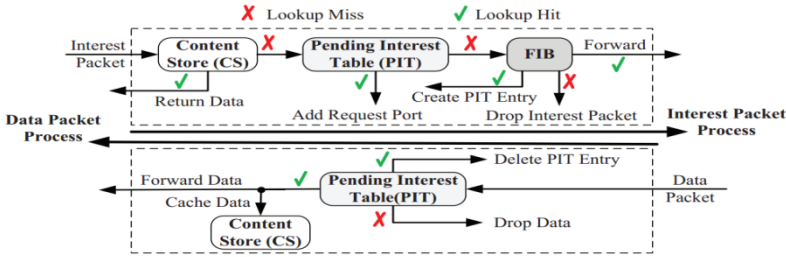 Lookup Miss Lookup Hit
Interest
Packet
Content
Store (CS)
Pending Interest
Table (PIT)
FIB
Forward
Return Data
Add Request Port
Create PIT Entry
Drop Interest Packet
Data Packet
Process
Interest Packet
Process
Forward Data
Cache Data
Content
Store (CS)
Pending Interest
Table(PIT)
Delete PIT Entry
Drop Data
Data
Packet